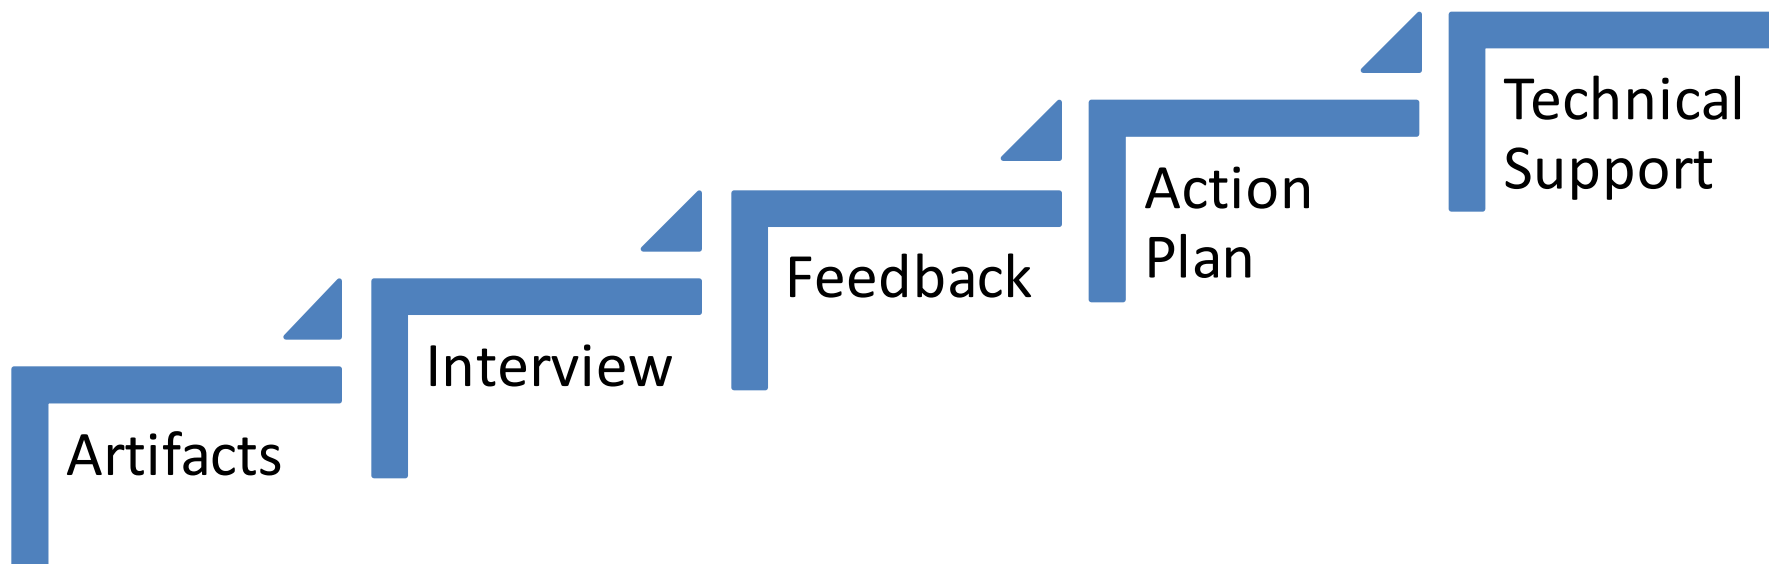 Artifacts
Interview
Feedback
Action
Plan
Technical
Support